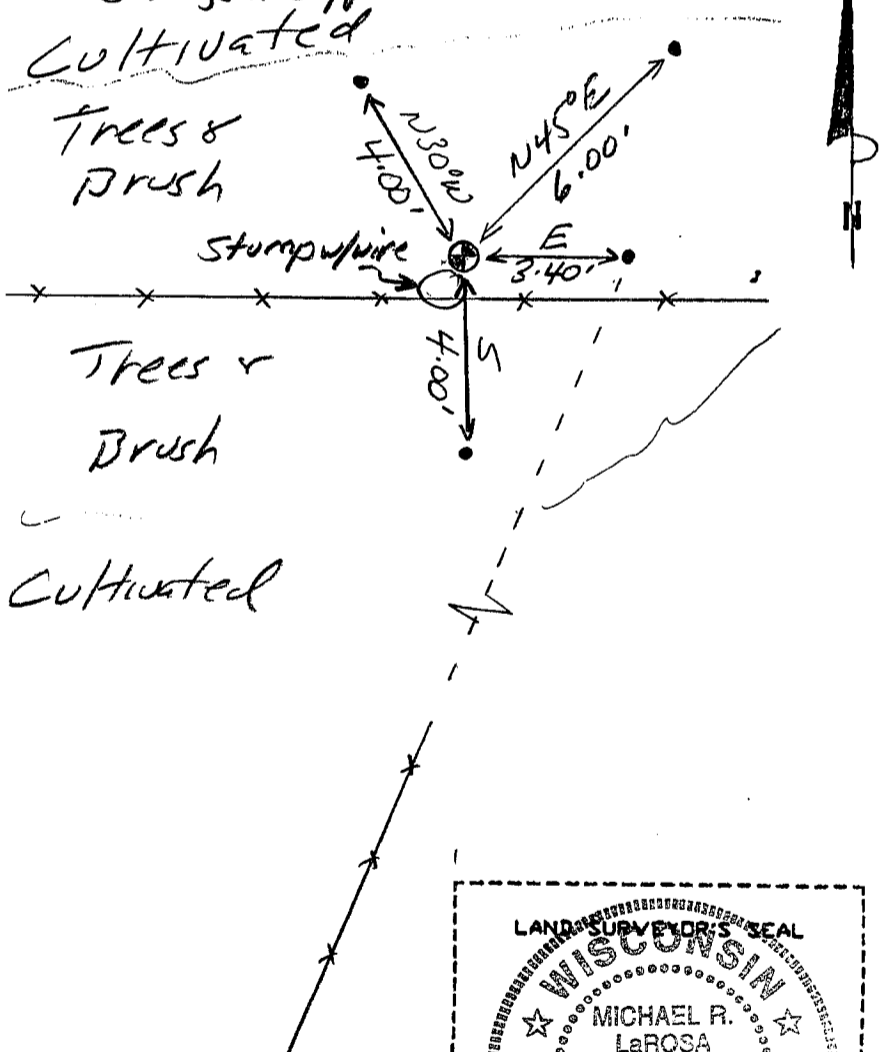 Cultivated
Trees &
Brush
N30°W
4.00'
N45°E
6.00'
Stump w/wire
E
3.40'
N
S
4.00'
Trees &
Brush
Cultivated
LAND SURVEYOR'S SEAL
WISCONSIN
MICHAEL R.
LaROSA